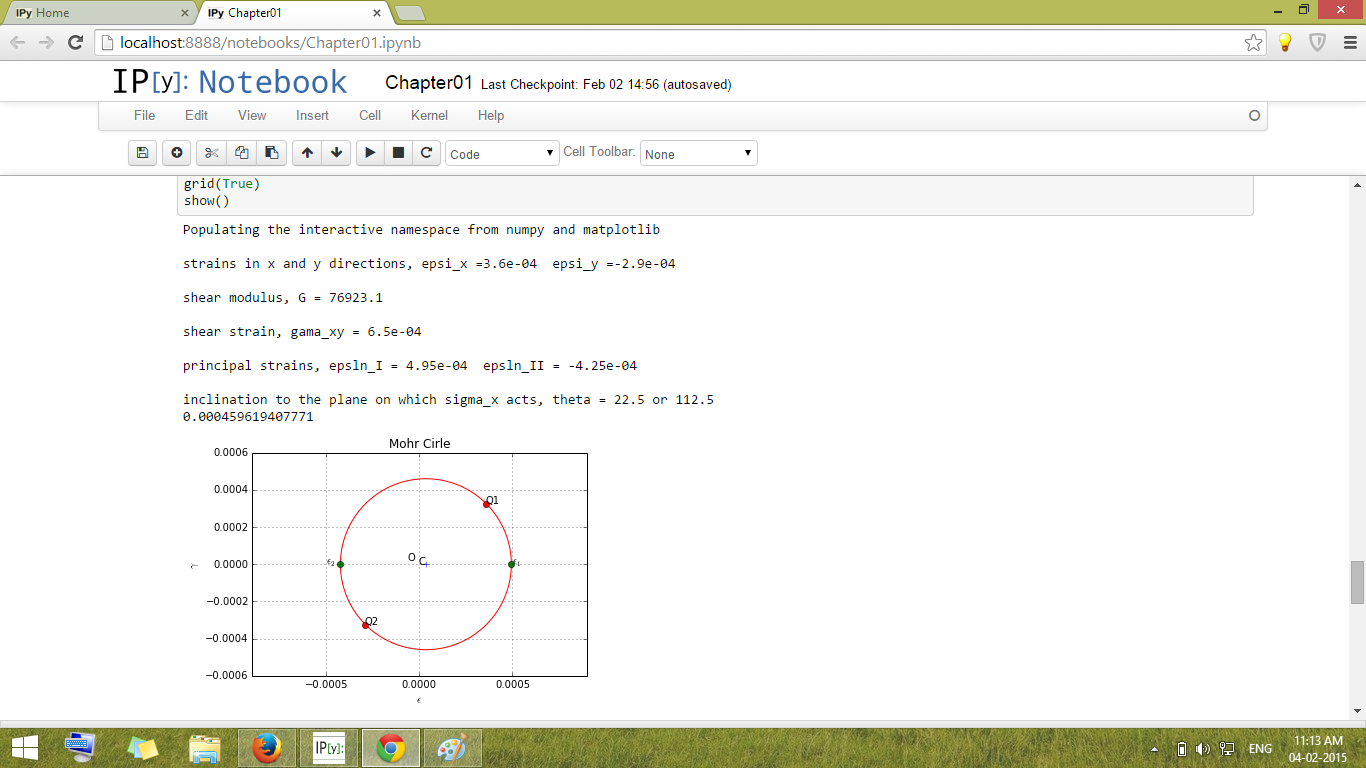 IPy Home
IPy Chapter01
localhost:8888/notebooks/Chapter01.ipynb
IP[y]: Notebook
Chapter01 Last Checkpoint: Feb 02 14:56 (autosaved)
File Edit View Insert Cell Kernel Help
Code Cell Toolbar: None
grid(True)
show()
Populating the interactive namespace from numpy and matplotlib
strains in x and y directions, epsi_x =3.6e-04  epsi_y =-2.9e-04
shear modulus, G = 76923.1
shear strain, gama_xy = 6.5e-04
principal strains, epsln_I = 4.95e-04  epsln_II = -4.25e-04
inclination to the plane on which sigma_x acts, theta = 22.5 or 112.5
0.000459619407771
Mohr Cirle
0.0006
0.0004
Q1
0.0002
0.0000
γ
ϵ₂
O
C
ϵ₁
−0.0002
Q2
−0.0004
−0.0006
−0.0005 0.0000 0.0005
ϵ
IP[y]:
ENG
11:13 AM
04-02-2015